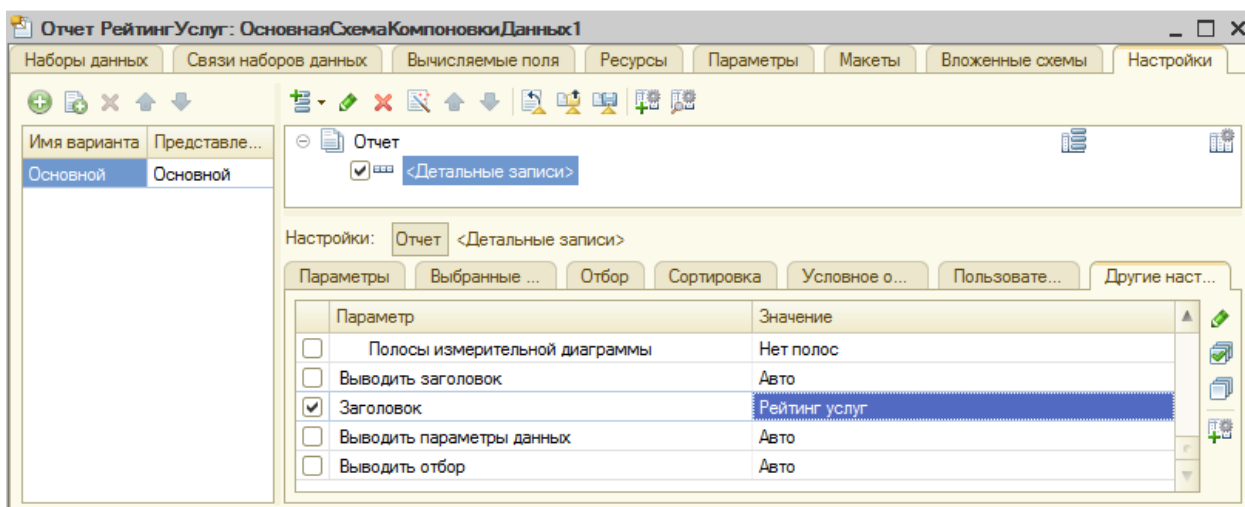 Отчет РейтингУслуг: ОсновнаяСхемаКомпоновкиДанных1
Наборы данных Связи наборов данных Вычисляемые поля Ресурсы Параметры Макеты Вложенные схемы Настройки
Имя варианта Представле...
Основной Основной
Отчет
<Детальные записи>
Настройки: Отчет <Детальные записи>
Параметры Выбранные ... Отбор Сортировка Условное о... Пользовате... Другие наст...
Параметр Значение
Полосы измерительной диаграммы Нет полос
Выводить заголовок Авто
Заголовок Рейтинг услуг
Выводить параметры данных Авто
Выводить отбор Авто